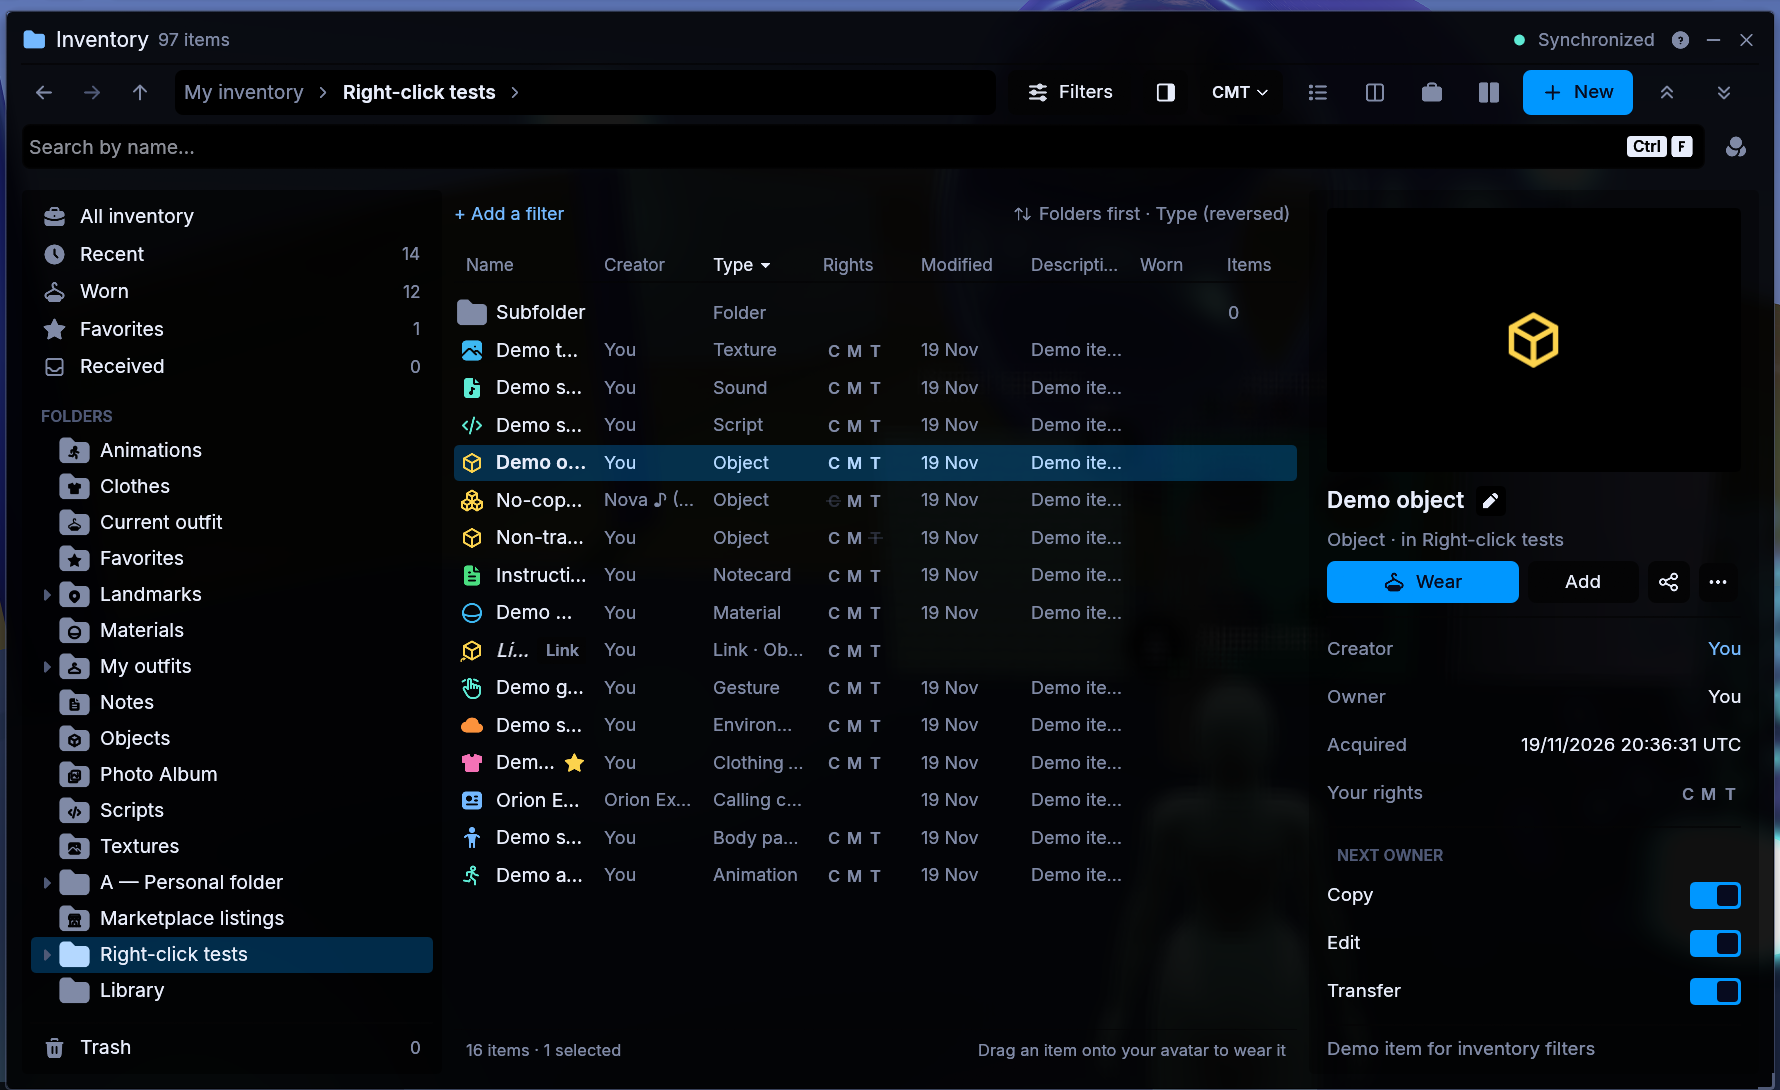 Inventory 97 items
Synchronized
My inventory Right-click tests
Filters
CMT
+ New
Search by name...
Ctrl F
All inventory
Recent 14
Worn 12
Favorites 1
Received 0
FOLDERS
Animations
Clothes
Current outfit
Favorites
Landmarks
Materials
My outfits
Notes
Objects
Photo Album
Scripts
Textures
A — Personal folder
Marketplace listings
Right-click tests
Library
Trash 0
+ Add a filter
Folders first · Type (reversed)
Name Creator Type Rights Modified Descripti... Worn Items
Subfolder Folder 0
Demo t... You Texture C M T 19 Nov Demo ite...
Demo s... You Sound C M T 19 Nov Demo ite...
Demo s... You Script C M T 19 Nov Demo ite...
Demo o... You Object C M T 19 Nov Demo ite...
No-cop... Nova ♪ (... Object C M T 19 Nov Demo ite...
Non-tra... You Object C M T 19 Nov Demo ite...
Instructi... You Notecard C M T 19 Nov Demo ite...
Demo ... You Material C M T 19 Nov Demo ite...
Li... Link You Link · Ob... C M T
Demo g... You Gesture C M T 19 Nov Demo ite...
Demo s... You Environ... C M T 19 Nov Demo ite...
Dem... You Clothing ... C M T 19 Nov Demo ite...
Orion E... Orion Ex... Calling c... 19 Nov Demo ite...
Demo s... You Body pa... C M T 19 Nov Demo ite...
Demo a... You Animation C M T 19 Nov Demo ite...
16 items · 1 selected
Drag an item onto your avatar to wear it
Demo object
Object · in Right-click tests
Wear
Add
Creator You
Owner You
Acquired 19/11/2026 20:36:31 UTC
Your rights C M T
NEXT OWNER
Copy
Edit
Transfer
Demo item for inventory filters